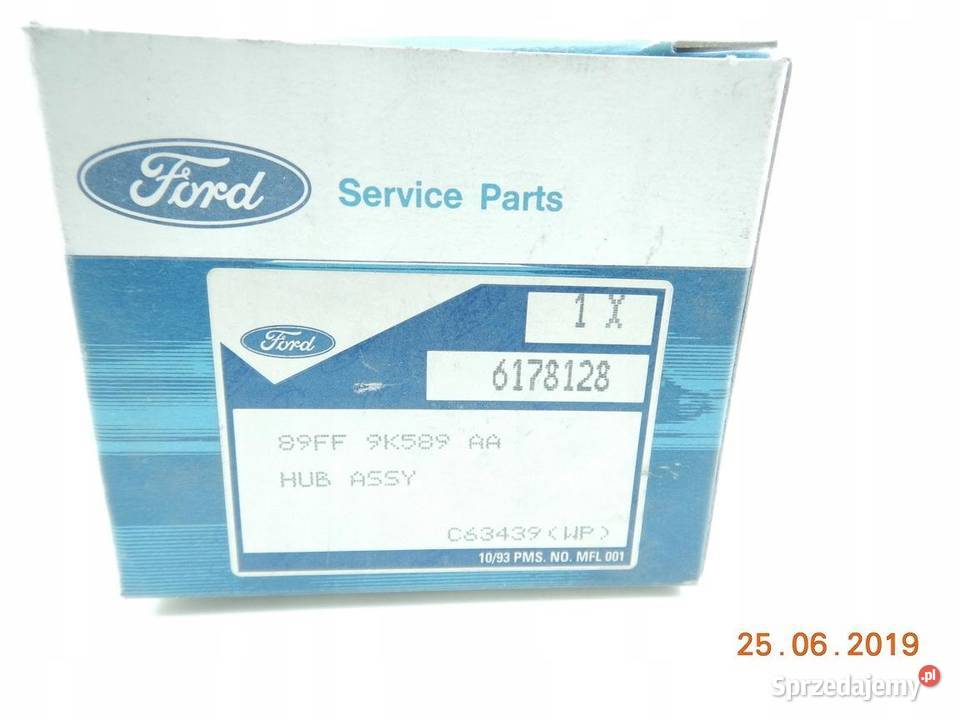 Ford
Service Parts
1 X
Ford
6178128
89FF 9K589 AA
HUB ASSY
C63439(WP)
10/93 PMS. NO. MFL 001
25.06.2019
Sprzedajemy.pl